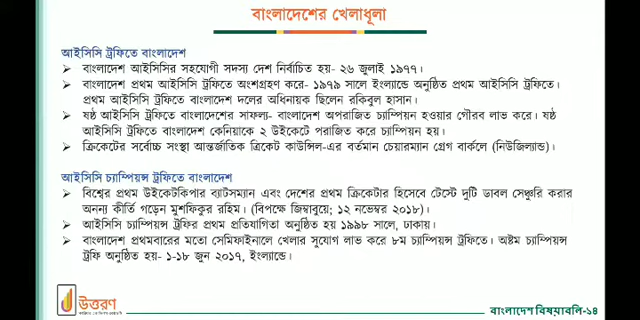 বাংলাদেশের খেলাধূলা
আইসিসি ট্রফিতে বাংলাদেশ
➢ বাংলাদেশ আইসিসির সহযোগী সদস্য দেশ নির্বাচিত হয়- ২৬ জুলাই ১৯৭৭।
➢ বাংলাদেশ প্রথম আইসিসি ট্রফিতে অংশগ্রহণ করে- ১৯৭৯ সালে ইংল্যান্ডে অনুষ্ঠিত প্রথম আইসিসি ট্রফিতে।
প্রথম আইসিসি ট্রফিতে বাংলাদেশ দলের অধিনায়ক ছিলেন রকিবুল হাসান।
➢ ষষ্ঠ আইসিসি ট্রফিতে বাংলাদেশের সাফল্য- বাংলাদেশ অপরাজিত চ্যাম্পিয়ন হওয়ার গৌরব লাভ করে। ষষ্ঠ
আইসিসি ট্রফিতে বাংলাদেশ কেনিয়াকে ২ উইকেটে পরাজিত করে চ্যাম্পিয়ন হয়।
➢ ক্রিকেটের সর্বোচ্চ সংস্থা আন্তর্জাতিক ক্রিকেট কাউন্সিল-এর বর্তমান চেয়ারম্যান গ্রেগ বার্কলে (নিউজিল্যান্ড)।
আইসিসি চ্যাম্পিয়ন্স ট্রফিতে বাংলাদেশ
➢ বিশ্বের প্রথম উইকেটকিপার ব্যাটসম্যান এবং দেশের প্রথম ক্রিকেটার হিসেবে টেস্টে দুটি ডাবল সেঞ্চুরি করার
অনন্য কীর্তি গড়েন মুশফিকুর রহিম। (বিপক্ষে জিম্বাবুয়ে; ১২ নভেম্বর ২০১৮)।
➢ আইসিসি চ্যাম্পিয়ন্স ট্রফির প্রথম প্রতিযাগিতা অনুষ্ঠিত হয় ১৯৯৮ সালে, ঢাকায়।
➢ বাংলাদেশ প্রথমবারের মতো সেমিফাইনালে খেলার সুযোগ লাভ করে ৮ম চ্যাম্পিয়ন্স ট্রফিতে। অষ্টম চ্যাম্পিয়ন্স
ট্রফি অনুষ্ঠিত হয়- ১-১৮ জুন ২০১৭, ইংল্যান্ডে।
উত্তরণ
বাংলাদেশ বিষয়াবলি-১৪